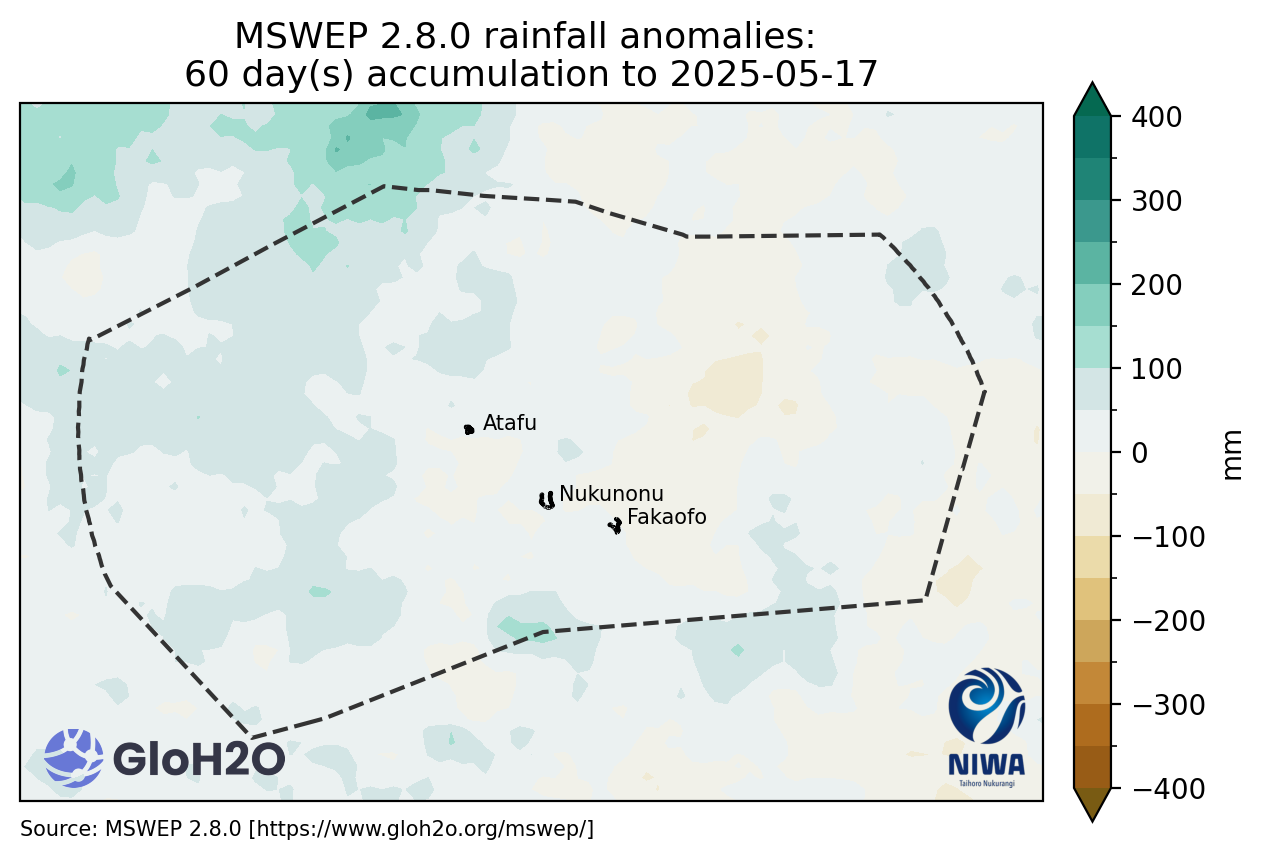 MSWEP 2.8.0 rainfall anomalies:
60 day(s) accumulation to 2025-05-17
400
300
200
100
0
−100
−200
−300
−400
mm
Atafu
Nukunonu
Fakaofo
GloH2O
NIWA
Taihoro Nukurangi
Source: MSWEP 2.8.0 [https://www.gloh2o.org/mswep/]